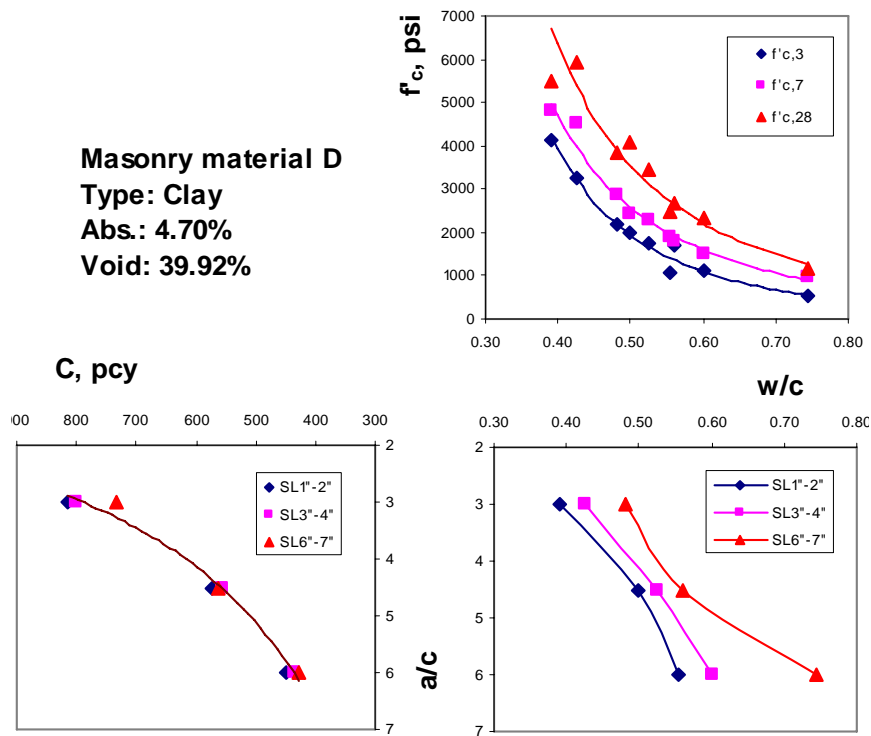 Masonry material D
Type: Clay
Abs.: 4.70%
Void: 39.92%
f'c, psi
7000
6000
5000
4000
3000
2000
1000
0
f'c,3
f'c,7
f'c,28
0.30 0.40 0.50 0.60 0.70 0.80
w/c
C, pcy
00 800 700 600 500 400 300
2
3
4
5
6
7
SL1"-2"
SL3"-4"
SL6"-7"
a/c
0.30 0.40 0.50 0.60 0.70 0.80
2
3
4
5
6
7
SL1"-2"
SL3"-4"
SL6"-7"